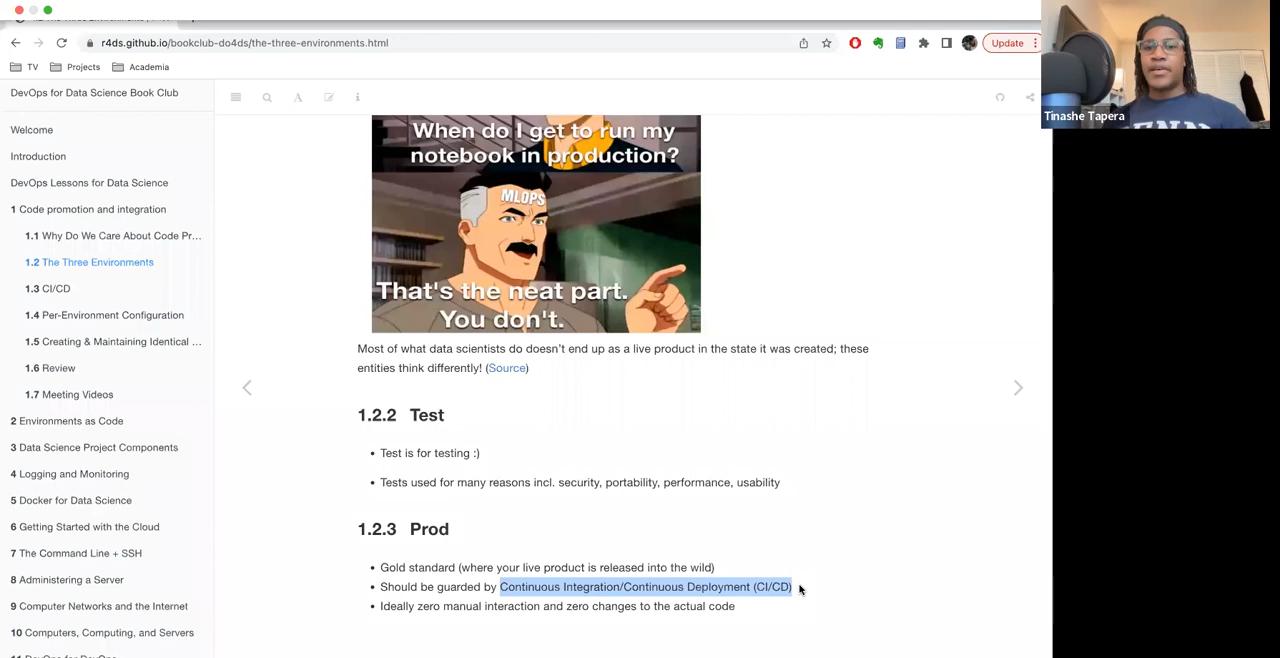 r4ds.github.io/bookclub-do4ds/the-three-environments.html
Update
TV
Projects
Academia
Tinashe Tapera
DevOps for Data Science Book Club
Welcome
Introduction
DevOps Lessons for Data Science
1 Code promotion and integration
1.1 Why Do We Care About Code Pr...
1.2 The Three Environments
1.3 CI/CD
1.4 Per-Environment Configuration
1.5 Creating & Maintaining Identical ...
1.6 Review
1.7 Meeting Videos
2 Environments as Code
3 Data Science Project Components
4 Logging and Monitoring
5 Docker for Data Science
6 Getting Started with the Cloud
7 The Command Line + SSH
8 Administering a Server
9 Computer Networks and the Internet
10 Computers, Computing, and Servers
When do I get to run my
notebook in production?
MLOPS
That's the neat part.
You don't.
Most of what data scientists do doesn't end up as a live product in the state it was created; these
entities think differently! (Source)
1.2.2 Test
• Test is for testing :)
• Tests used for many reasons incl. security, portability, performance, usability
1.2.3 Prod
• Gold standard (where your live product is released into the wild)
• Should be guarded by Continuous Integration/Continuous Deployment (CI/CD)
• Ideally zero manual interaction and zero changes to the actual code